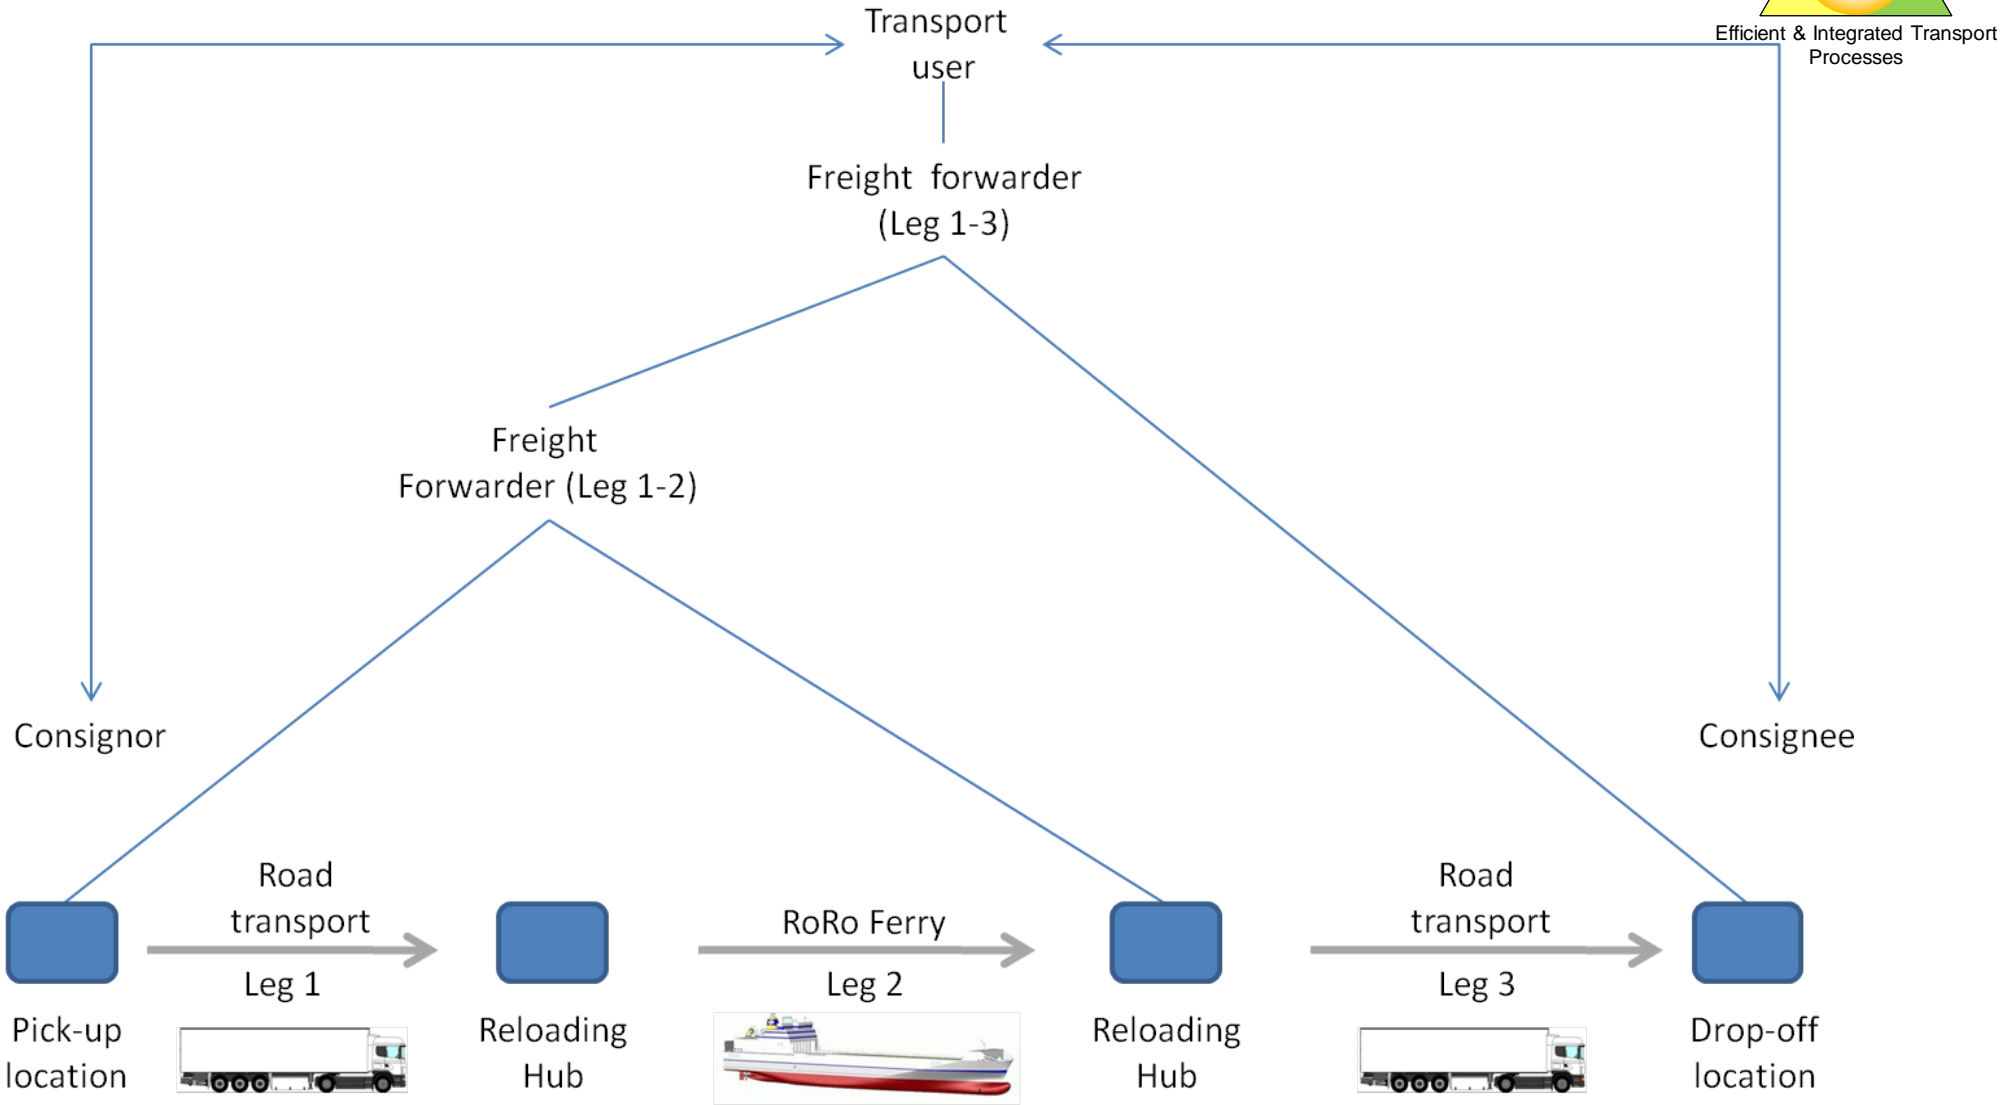 Transport
user
Efficient & Integrated Transport
Processes
Freight  forwarder
(Leg 1-3)
Freight
Forwarder (Leg 1-2)
Consignor
Consignee
Road
transport
Leg 1
RoRo Ferry
Leg 2
Road
transport
Leg 3
Pick-up
location
Reloading
Hub
Reloading
Hub
Drop-off
location